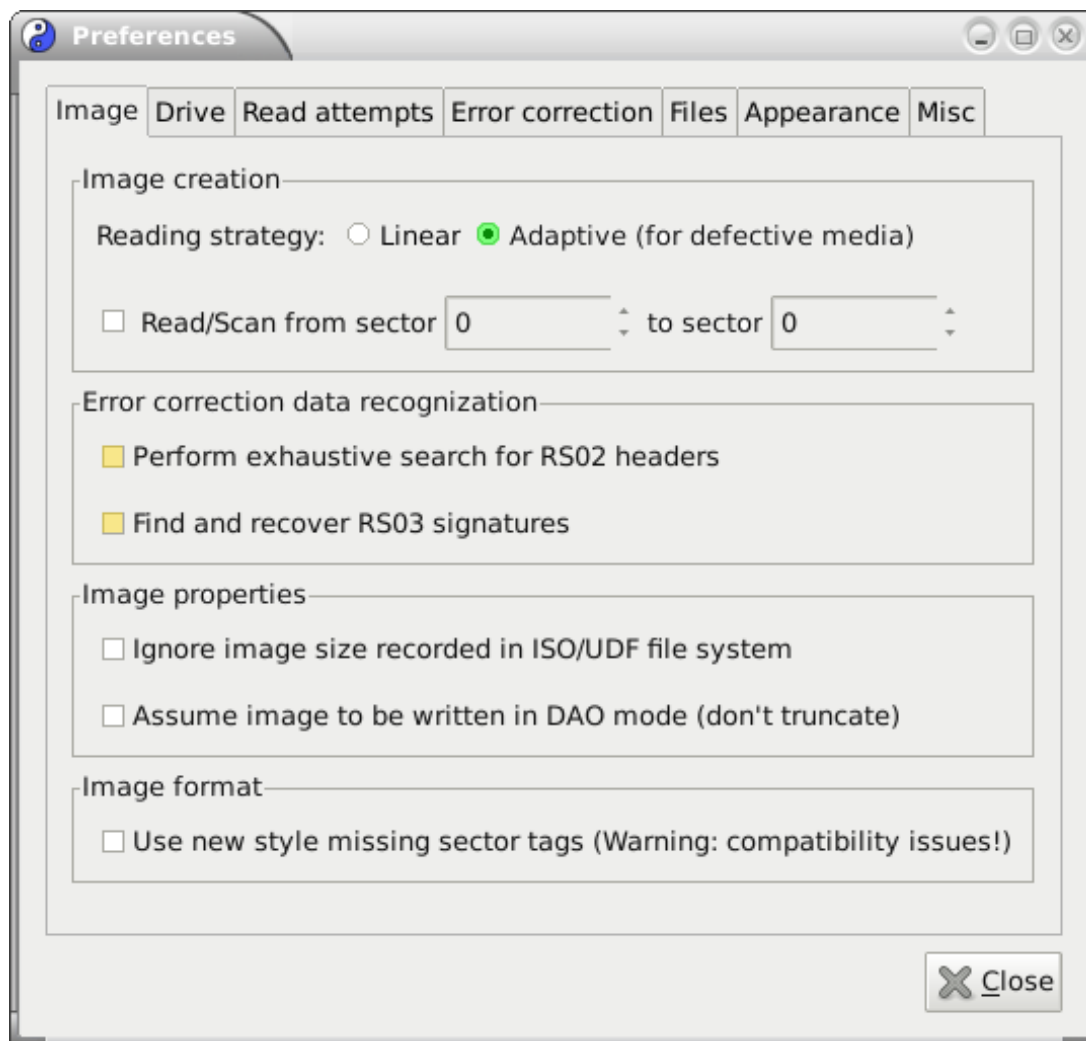 Preferences
Image Drive Read attempts Error correction Files Appearance Misc
Image creation
Reading strategy: Linear Adaptive (for defective media)
Read/Scan from sector 0 to sector 0
Error correction data recognization
Perform exhaustive search for RS02 headers
Find and recover RS03 signatures
Image properties
Ignore image size recorded in ISO/UDF file system
Assume image to be written in DAO mode (don't truncate)
Image format
Use new style missing sector tags (Warning: compatibility issues!)
Close